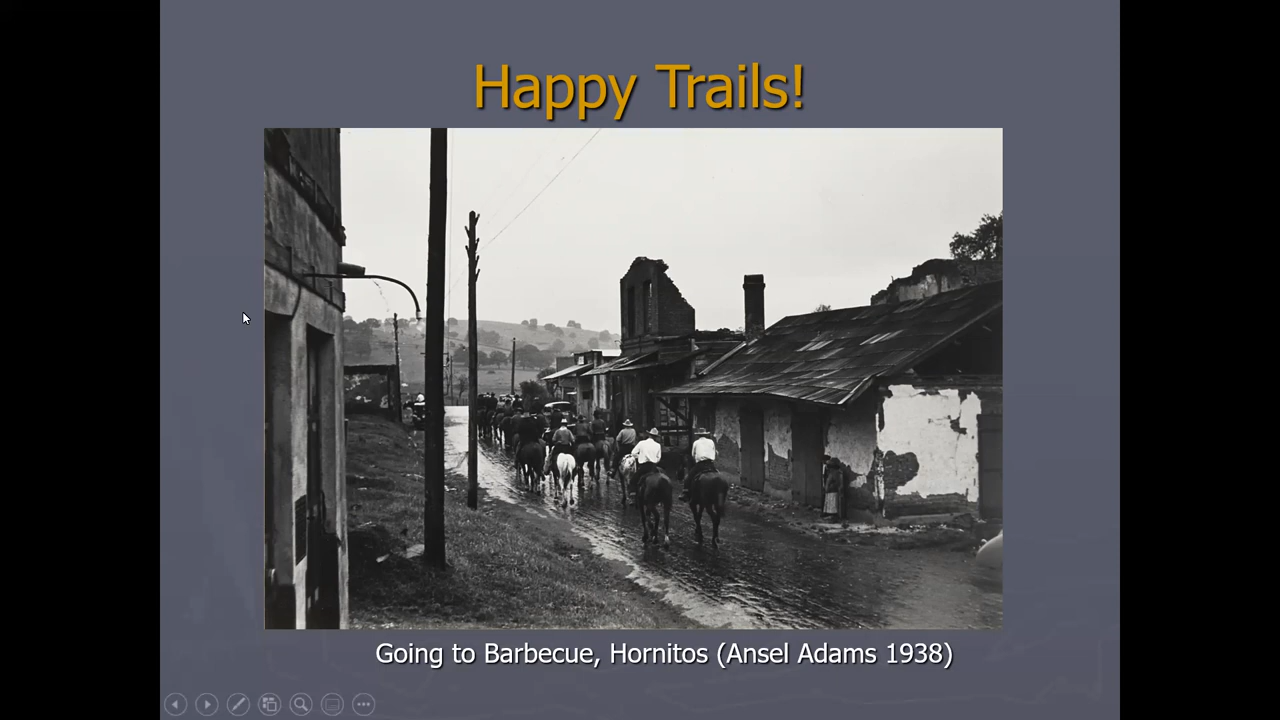 Happy Trails!
Going to Barbecue, Hornitos (Ansel Adams 1938)